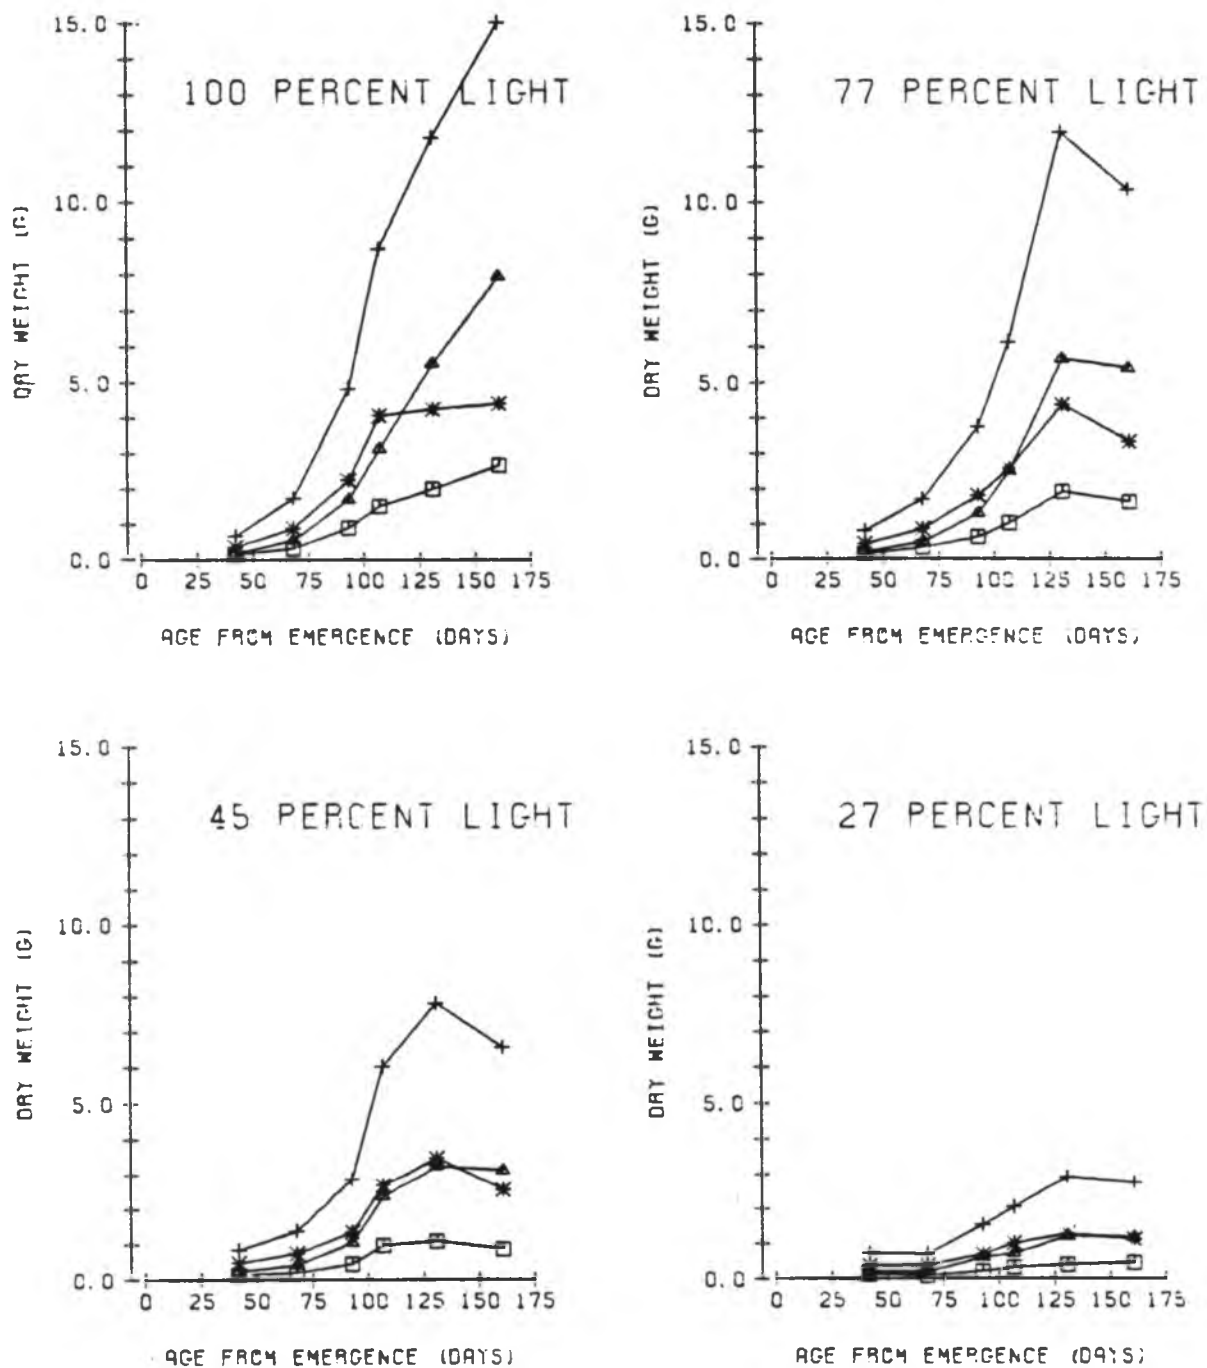 100 PERCENT LIGHT
15.0
10.0
5.0
0.0
DRY WEIGHT (G)
0 25 50 75 100 125 150 175
AGE FROM EMERGENCE (DAYS)
77 PERCENT LIGHT
15.0
10.0
5.0
0.0
DRY WEIGHT (G)
0 25 50 75 100 125 150 175
AGE FROM EMERGENCE (DAYS)
45 PERCENT LIGHT
15.0
10.0
5.0
0.0
DRY WEIGHT (G)
0 25 50 75 100 125 150 175
AGE FROM EMERGENCE (DAYS)
27 PERCENT LIGHT
15.0
10.0
5.0
0.0
DRY WEIGHT (G)
0 25 50 75 100 125 150 175
AGE FROM EMERGENCE (DAYS)